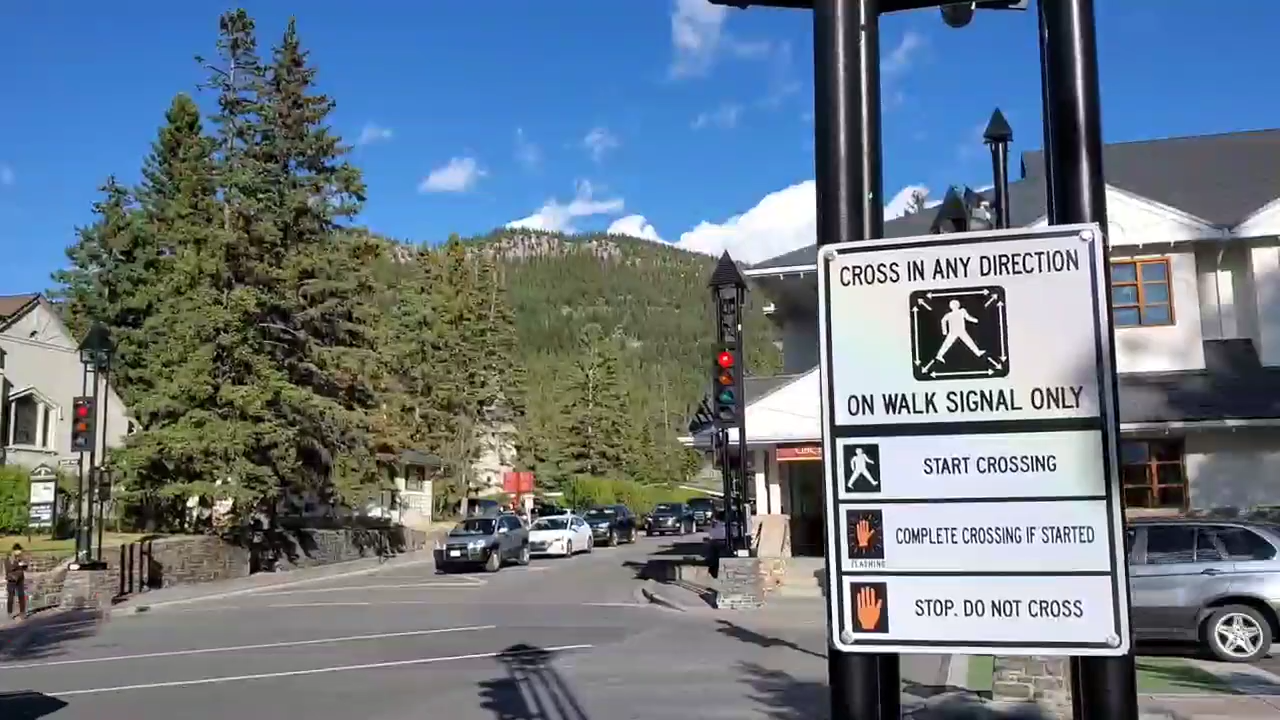 CROSS IN ANY DIRECTION
ON WALK SIGNAL ONLY
START CROSSING
COMPLETE CROSSING IF STARTED
FLASHING
STOP. DO NOT CROSS